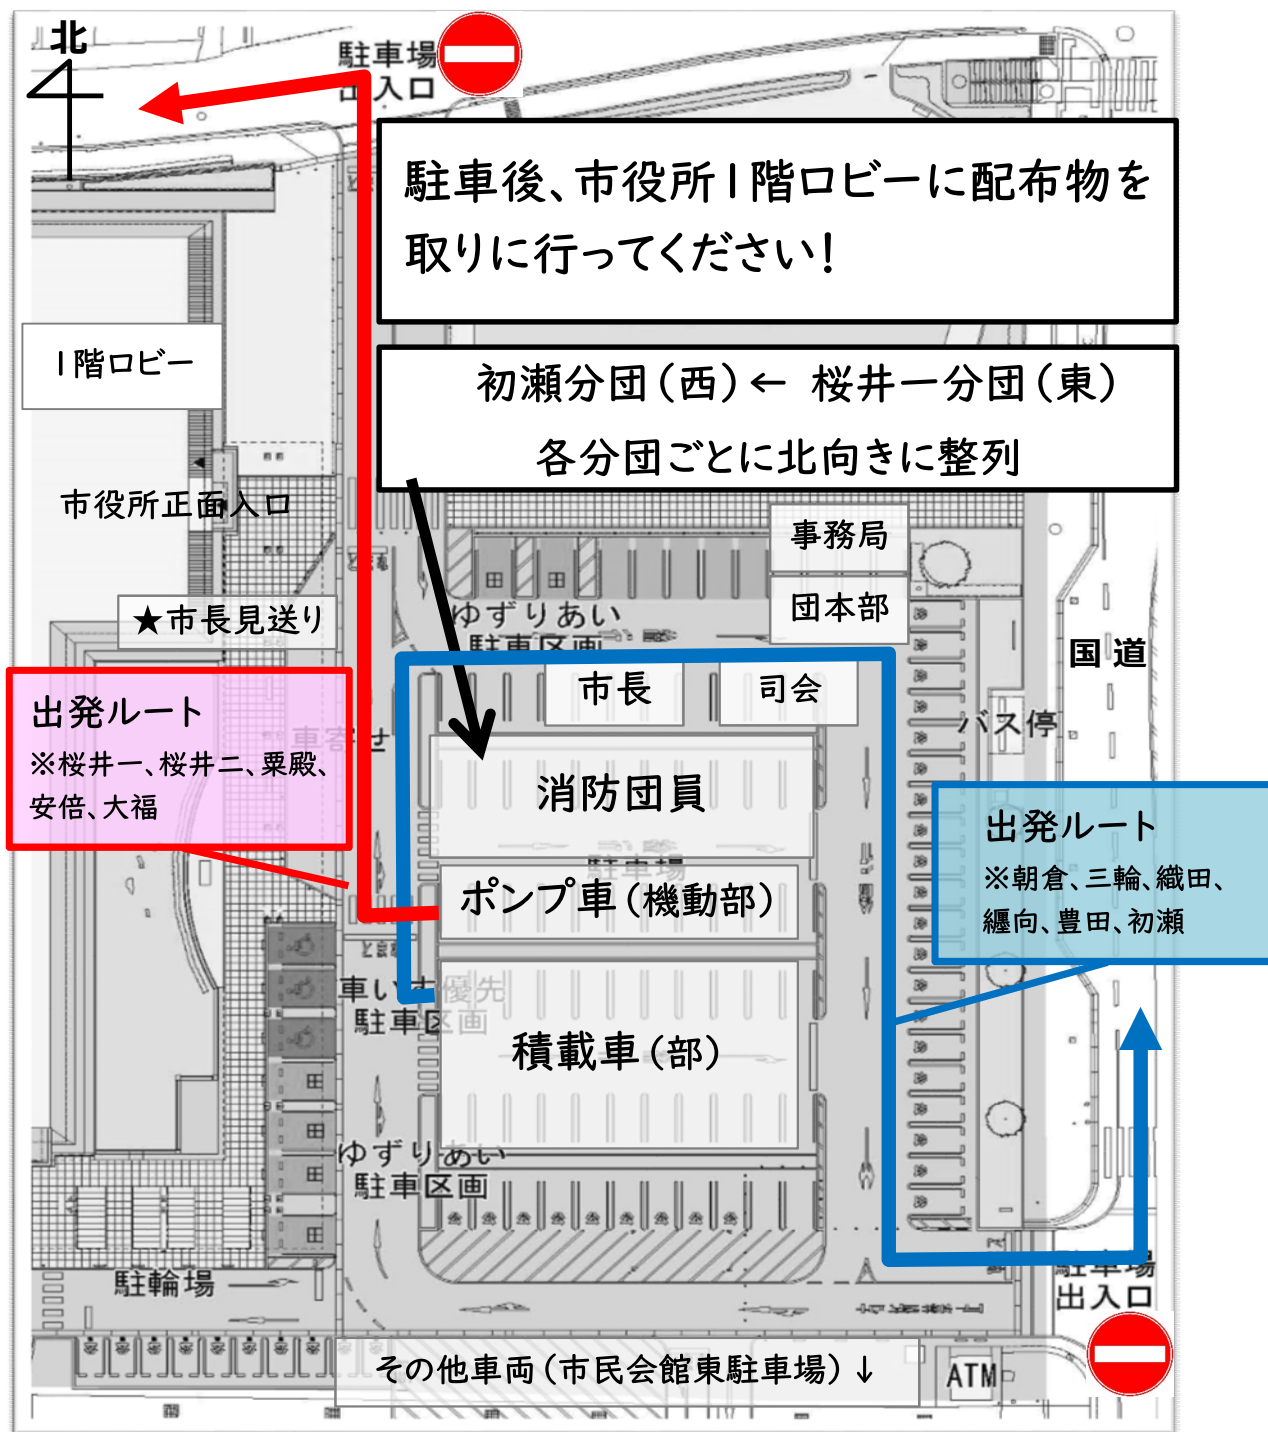 北
駐車場
出入口
駐車後、市役所1階ロビーに配布物を
取りに行ってください!
1階ロビー
初瀬分団(西)← 桜井一分団(東)
各分団ごとに北向きに整列
市役所正面入口
事務局
団本部
★市長見送り
ゆずりあい
駐車区画
国道
市長
司会
バス停
出発ルート
※桜井一、桜井二、粟殿、
安倍、大福
車寄せ
消防団員
駐車場
出発ルート
※朝倉、三輪、織田、
纒向、豊田、初瀬
ポンプ車(機動部)
車いす優先
駐車区画
積載車(部)
ゆずりあい
駐車区画
駐輪場
駐車場
出入口
その他車両(市民会館東駐車場)↓
ATM